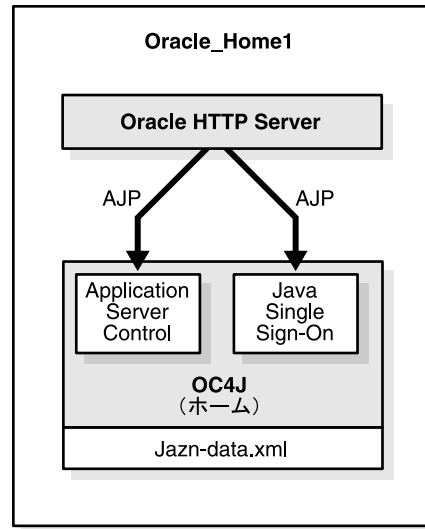 Oracle_Home1
Oracle HTTP Server
AJP
AJP
Application
Server
Control
Java
Single
Sign-On
OC4J
（ホーム）
Jazn-data.xml